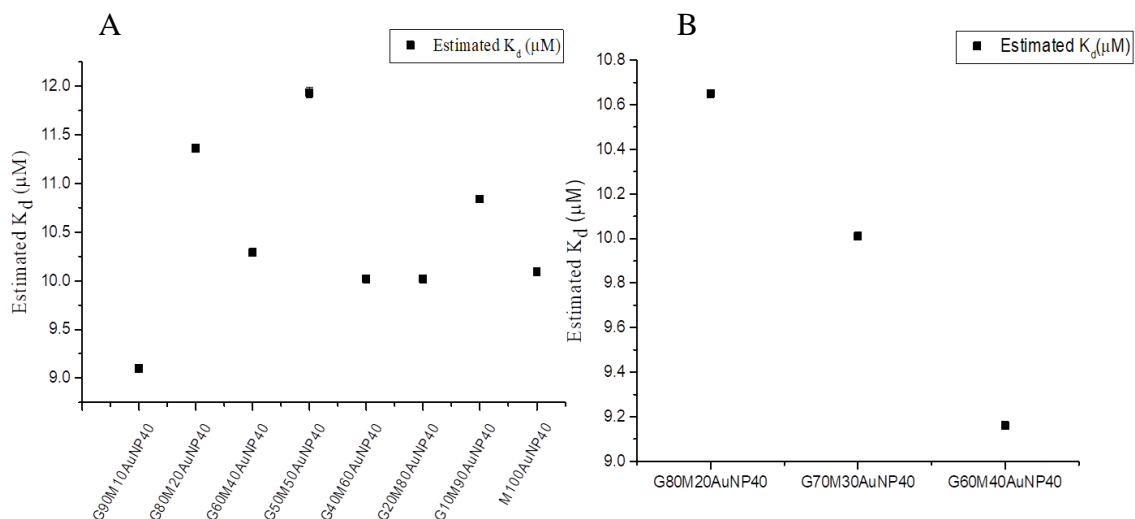 A
Estimated K_d (μM)
Estimated K_d (μM)
12.0
11.5
11.0
10.5
10.0
9.5
9.0
G90M10AuNP40
G80M20AuNP40
G60M40AuNP40
G50M50AuNP40
G40M60AuNP40
G20M80AuNP40
G10M90AuNP40
M100AuNP40
B
Estimated K_d(μM)
Estimated K_d (μM)
10.8
10.6
10.4
10.2
10.0
9.8
9.6
9.4
9.2
9.0
G80M20AuNP40
G70M30AuNP40
G60M40AuNP40